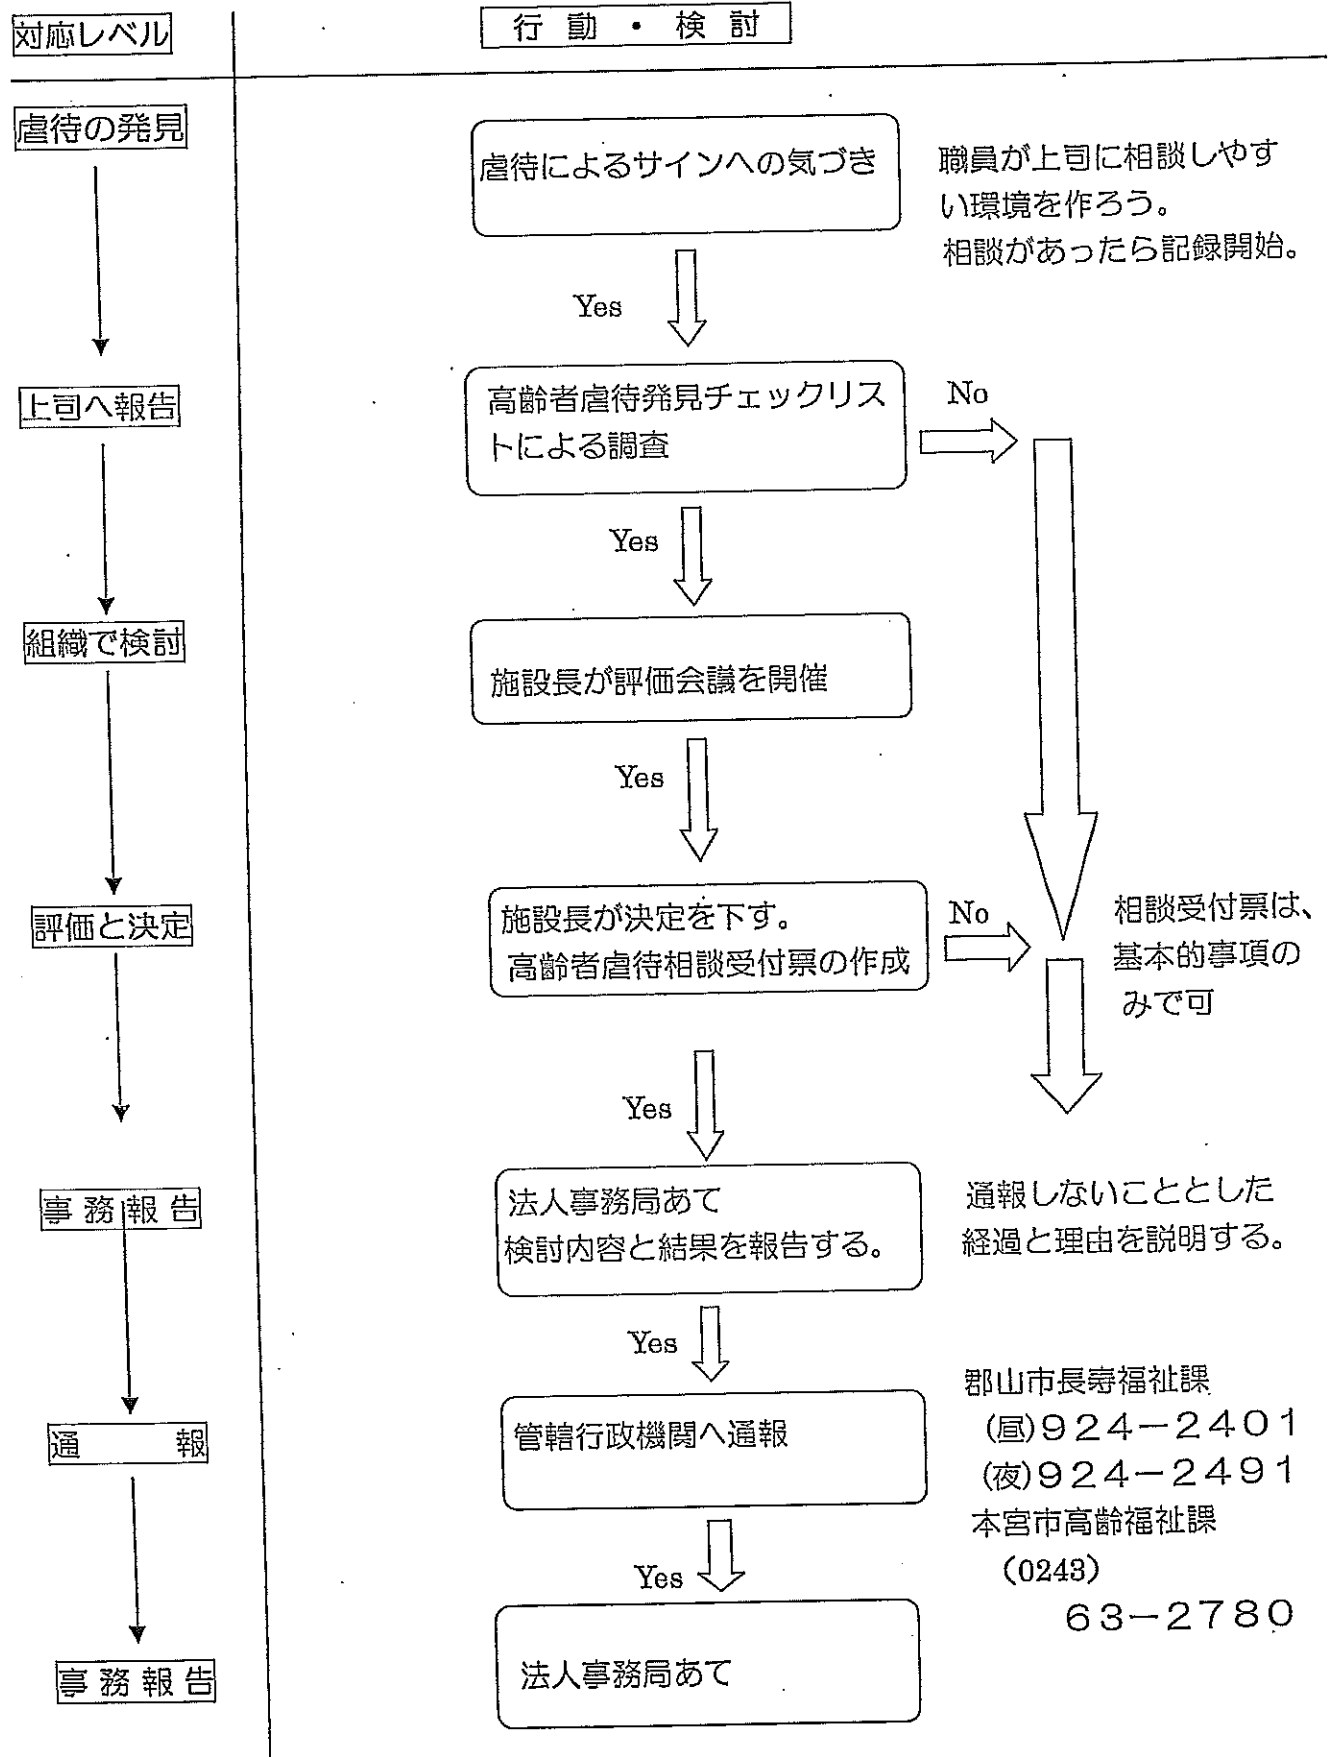 対応レベル
行動・検討
虐待の発見
虐待によるサインへの気づき
職員が上司に相談しやす
い環境を作ろう。
相談があったら記録開始。
Yes
上司へ報告
高齢者虐待発見チェックリス
トによる調査
No
Yes
組織で検討
施設長が評価会議を開催
Yes
評価と決定
施設長が決定を下す。
高齢者虐待相談受付票の作成
No
相談受付票は、
基本的事項の
みで可
Yes
事務報告
法人事務局あて
検討内容と結果を報告する。
通報しないこととした
経過と理由を説明する。
Yes
通報
管轄行政機関へ通報
郡山市長寿福祉課
(昼)924-2401
(夜)924-2491
本宮市高齢福祉課
(0243)
63-2780
Yes
事務報告
法人事務局あて